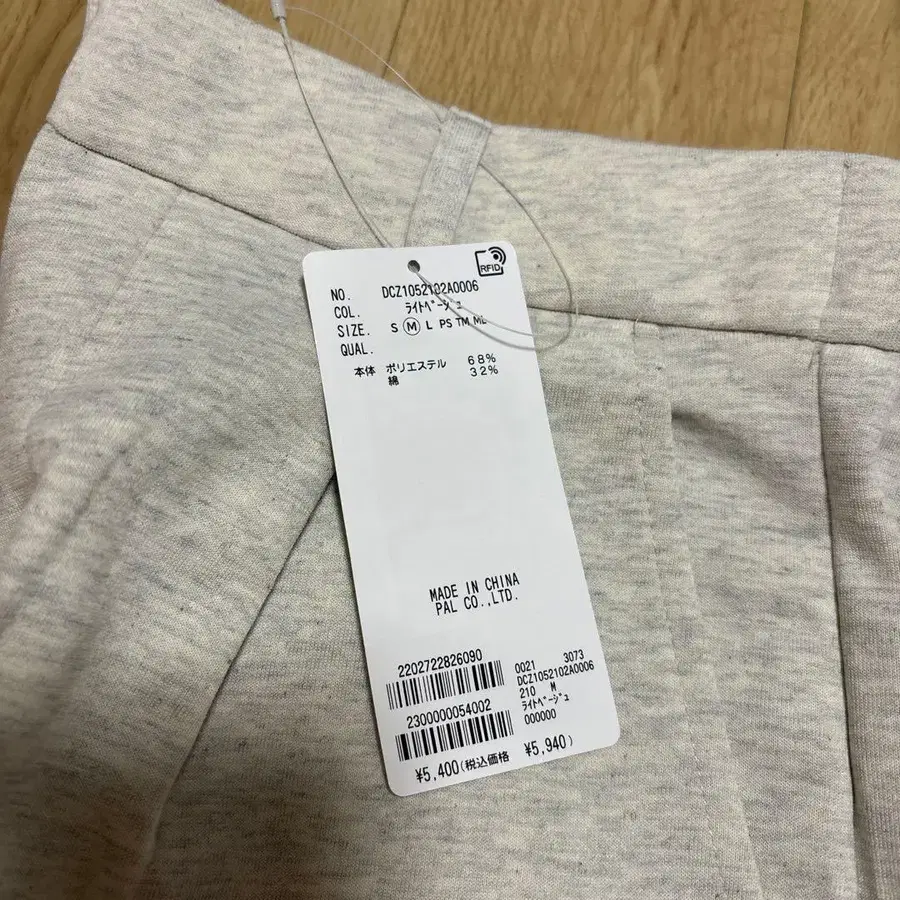 RFID
NO. DCZ1052102A0006
COL. ﾗｲﾄﾍﾞｰｼﾞｭ
SIZE. S M L PS TM ML
QUAL.
本体 ポリエステル 68%
綿 32%
MADE IN CHINA
PAL CO.,LTD.
2202722826090
2300000054002
0021 3073
DCZ1052102A0006
210 M
ﾗｲﾄﾍﾞｰｼﾞｭ
000000
¥5,400(税込価格 ¥5,940)